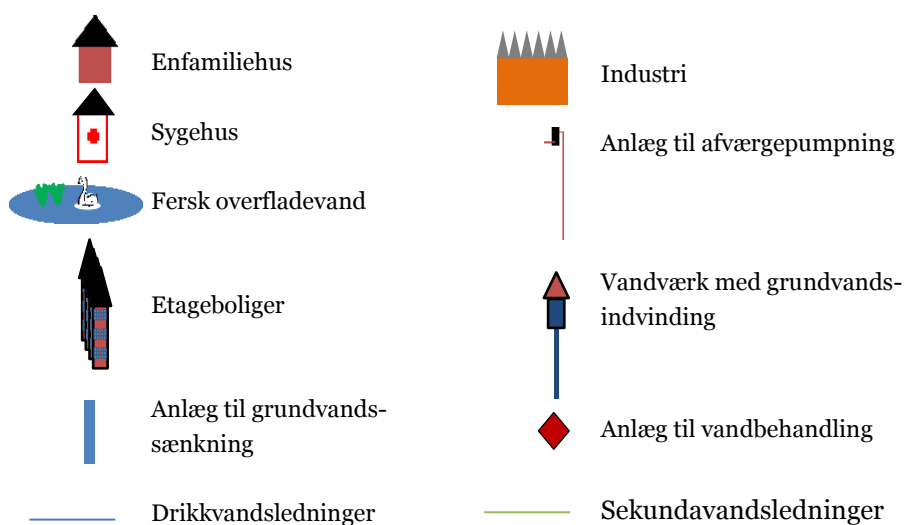 Enfamiliehus
Sygehus
Fersk overfladevand
Etageboliger
Anlæg til grundvands-
sænkning
Drikkvandsledninger
Industri
Anlæg til afværgepumpning
Vandværk med grundvands-
indvinding
Anlæg til vandbehandling
Sekundavandsledninger